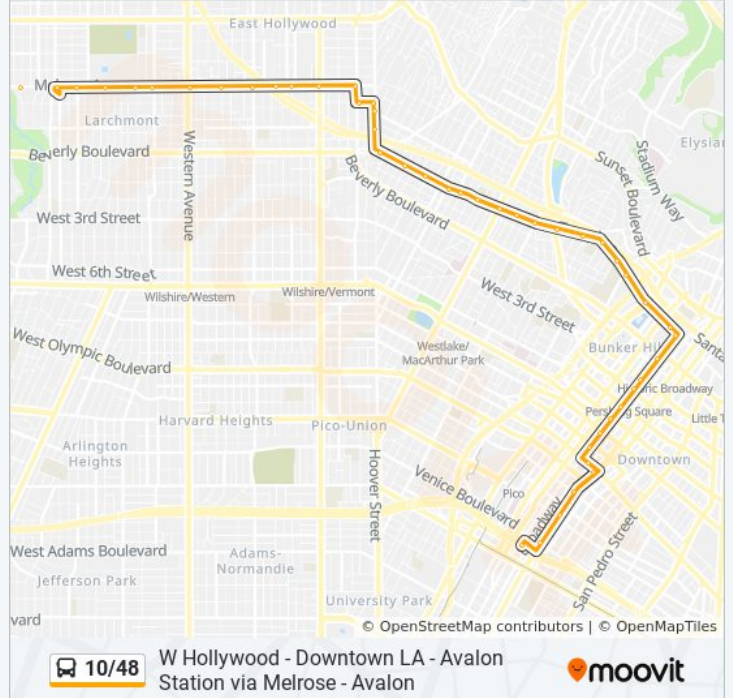 East Hollywood
Larchmont
Beverly Boulevard
Western Avenue
Beverly Boulevard
Elysian
Stadium Way
Sunset Boulevard
West 3rd Street
West 6th Street
Wilshire/Western
Wilshire/Vermont
West 3rd Street
West Olympic Boulevard
Westlake/
MacArthur Park
Bunker Hill
Historic Broadway
Pershing Square
Harvard Heights
Pico-Union
Little T
Arlington
Heights
Downtown
Hoover Street
Venice Boulevard
Pico
Broadway
San Pedro Street
West Adams Boulevard
Adams-
Normandie
Jefferson Park
University Park
vard
© OpenStreetMap contributors | © OpenMapTiles
10/48
W Hollywood - Downtown LA - Avalon
Station via Melrose - Avalon
moovit